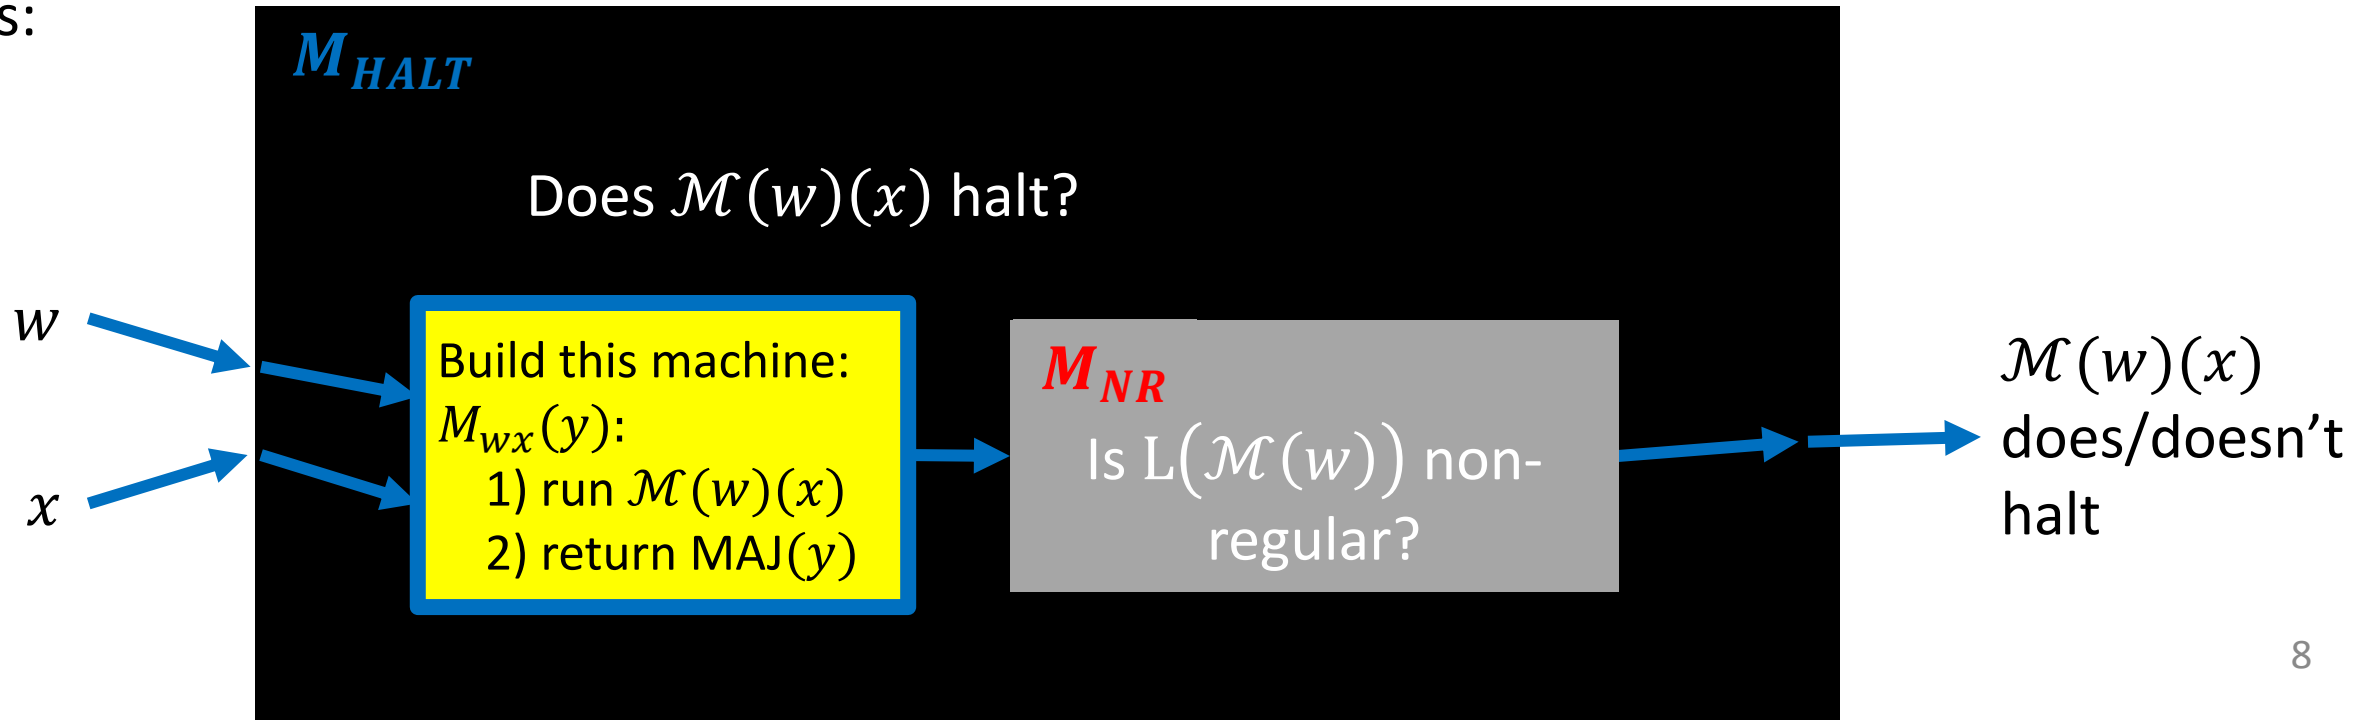 s:
M_HALT
Does ℳ(w)(x) halt?
w
x
Build this machine:
M_wx(y):
1) run ℳ(w)(x)
2) return MAJ(y)
M_NR
Is L(ℳ(w)) non-
regular?
ℳ(w)(x)
does/doesn’t
halt
8